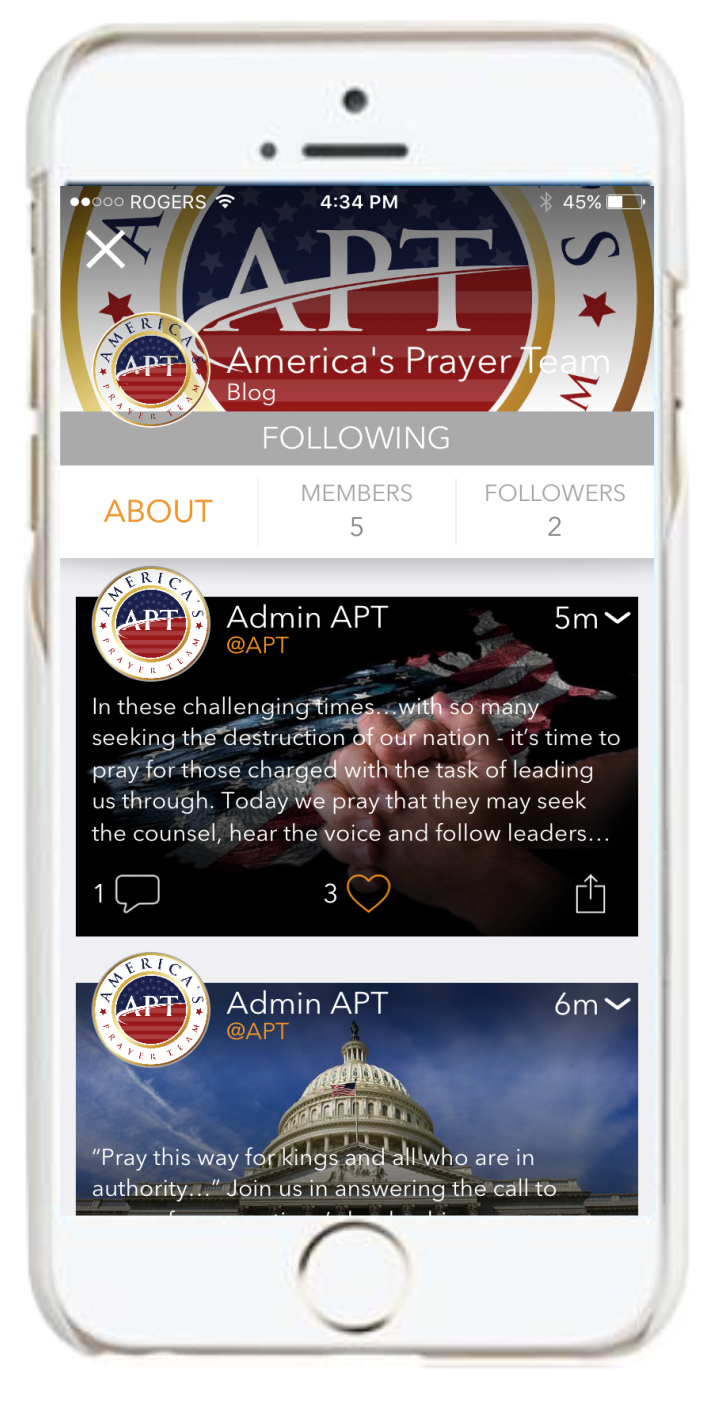 ROGERS 4:34 PM 45%
A S
APT
AMERICA'S
APT
PRAYER TEAM
America's Prayer Team
Blog
M
FOLLOWING
ABOUT
MEMBERS
5
FOLLOWERS
2
AMERICA'S
APT
PRAYER TEAM
Admin APT
@APT
5m
In these challenging times...with so many
seeking the destruction of our nation - it's time to
pray for those charged with the task of leading
us through. Today we pray that they may seek
the counsel, hear the voice and follow leaders...
1
3
AMERICA'S
APT
PRAYER TEAM
Admin APT
@APT
6m
“Pray this way for kings and all who are in
authority...” Join us in answering the call to